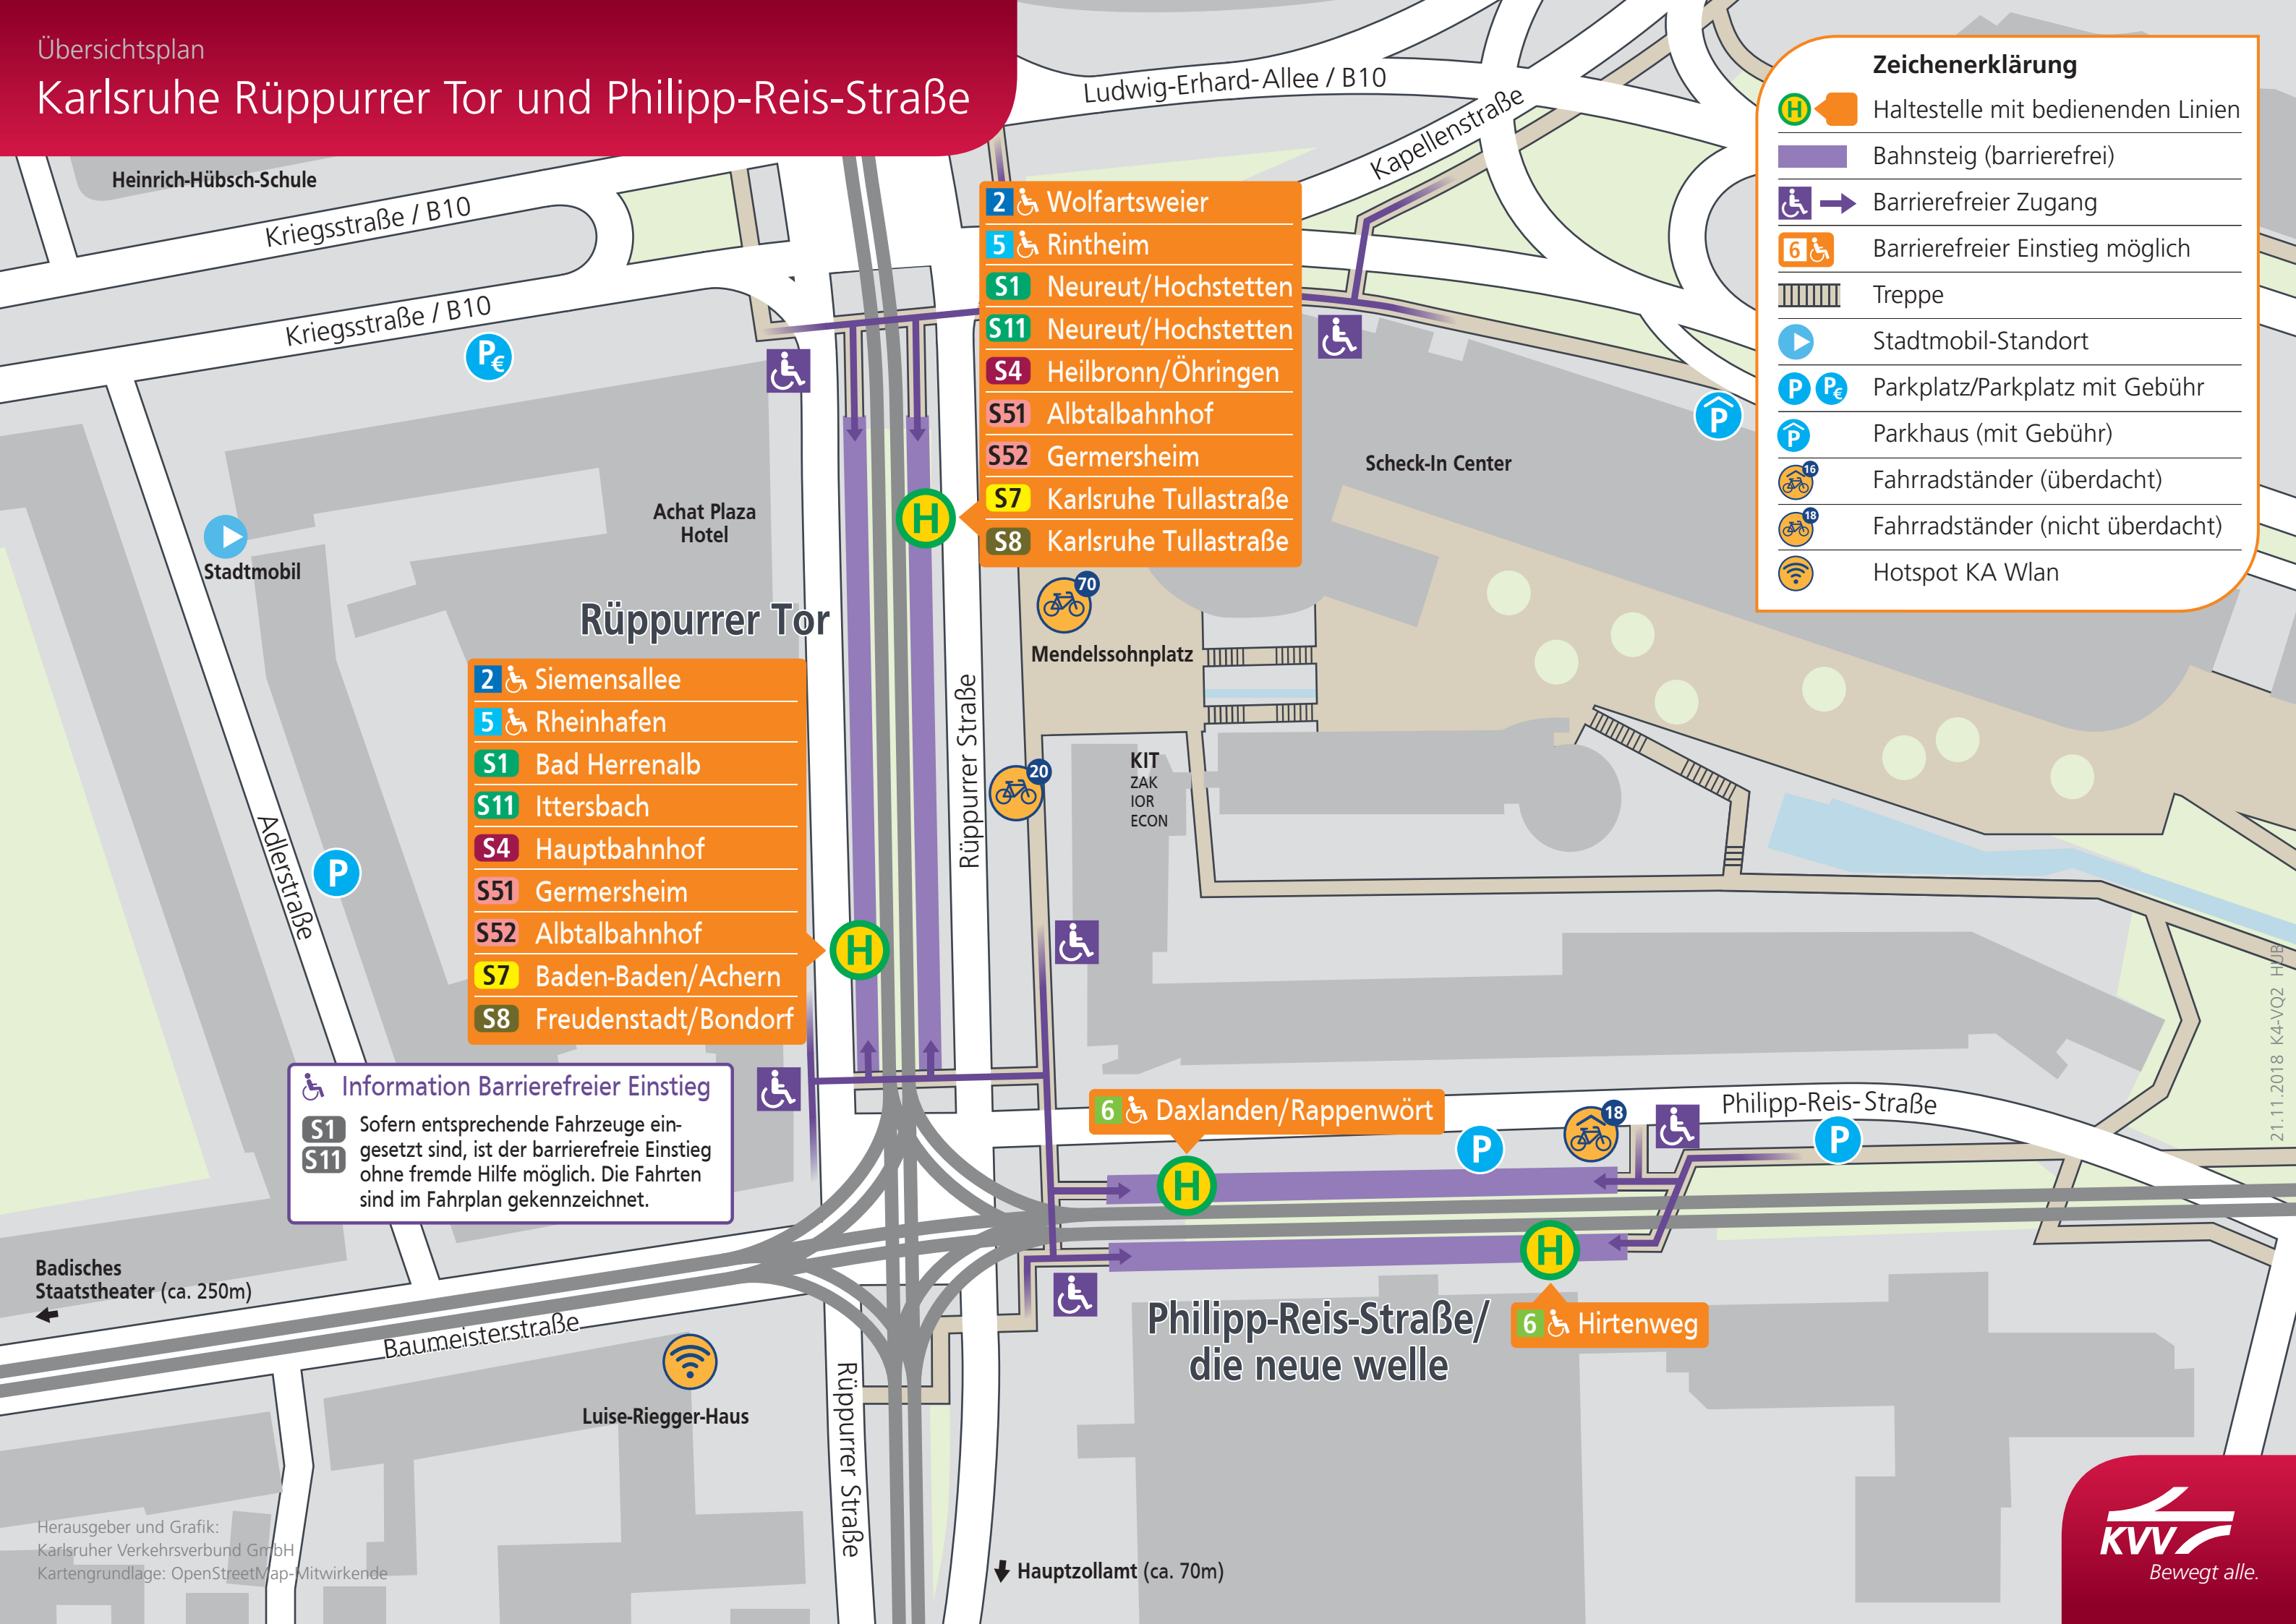 Übersichtsplan
Karlsruhe Rüppurrer Tor und Philipp-Reis-Straße
Heinrich-Hübsch-Schule
Kriegsstraße / B10
Kriegsstraße / B10
P€
Ludwig-Erhard-Allee / B10
Kapellenstraße
Zeichenerklärung
H Haltestelle mit bedienenden Linien
Bahnsteig (barrierefrei)
Barrierefreier Zugang
6 Barrierefreier Einstieg möglich
Treppe
Stadtmobil-Standort
P P€ Parkplatz/Parkplatz mit Gebühr
P Parkhaus (mit Gebühr)
16 Fahrradständer (überdacht)
18 Fahrradständer (nicht überdacht)
Hotspot KA Wlan
2 Wolfartsweier
5 Rintheim
S1 Neureut/Hochstetten
S11 Neureut/Hochstetten
S4 Heilbronn/Öhringen
S51 Albtalbahnhof
S52 Germersheim
S7 Karlsruhe Tullastraße
S8 Karlsruhe Tullastraße
H
P
Scheck-In Center
Achat Plaza
Hotel
Stadtmobil
Rüppurrer Tor
70
Mendelssohnplatz
2 Siemensallee
5 Rheinhafen
S1 Bad Herrenalb
S11 Ittersbach
S4 Hauptbahnhof
S51 Germersheim
S52 Albtalbahnhof
S7 Baden-Baden/Achern
S8 Freudenstadt/Bondorf
H
Rüppurrer Straße
20
KIT
ZAK
IOR
ECON
Adlerstraße
P
Information Barrierefreier Einstieg
S1
S11
Sofern entsprechende Fahrzeuge ein-
gesetzt sind, ist der barrierefreie Einstieg
ohne fremde Hilfe möglich. Die Fahrten
sind im Fahrplan gekennzeichnet.
6 Daxlanden/Rappenwört
H
P
18
Philipp-Reis-Straße
P
H
6 Hirtenweg
Philipp-Reis-Straße/
die neue welle
Badisches
Staatstheater (ca. 250m)
Baumeisterstraße
Luise-Riegger-Haus
Rüppurrer Straße
Hauptzollamt (ca. 70m)
Herausgeber und Grafik:
Karlsruher Verkehrsverbund GmbH
Kartengrundlage: OpenStreetMap-Mitwirkende
21.11.2018 K4-VQ2 HUB
KVV
Bewegt alle.